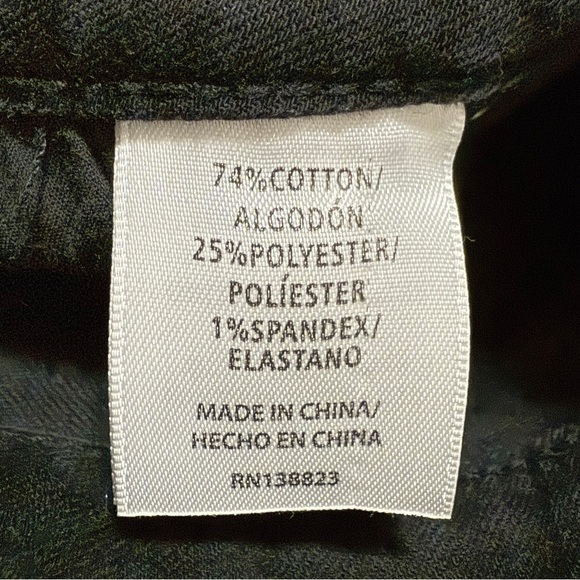 74%COTTON/
ALGODÓN
25%POLYESTER/
POLÍESTER
1%SPANDEX/
ELASTANO
MADE IN CHINA/
HECHO EN CHINA
RN138823